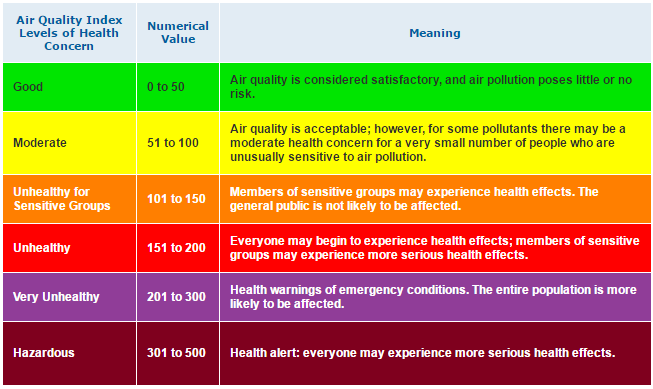 Air Quality Index
Levels of Health
Concern
Numerical
Value
Meaning
Good
0 to 50
Air quality is considered satisfactory, and air pollution poses little or no
risk.
Moderate
51 to 100
Air quality is acceptable; however, for some pollutants there may be a
moderate health concern for a very small number of people who are
unusually sensitive to air pollution.
Unhealthy for
Sensitive Groups
101 to 150
Members of sensitive groups may experience health effects. The
general public is not likely to be affected.
Unhealthy
151 to 200
Everyone may begin to experience health effects; members of sensitive
groups may experience more serious health effects.
Very Unhealthy
201 to 300
Health warnings of emergency conditions. The entire population is more
likely to be affected.
Hazardous
301 to 500
Health alert: everyone may experience more serious health effects.